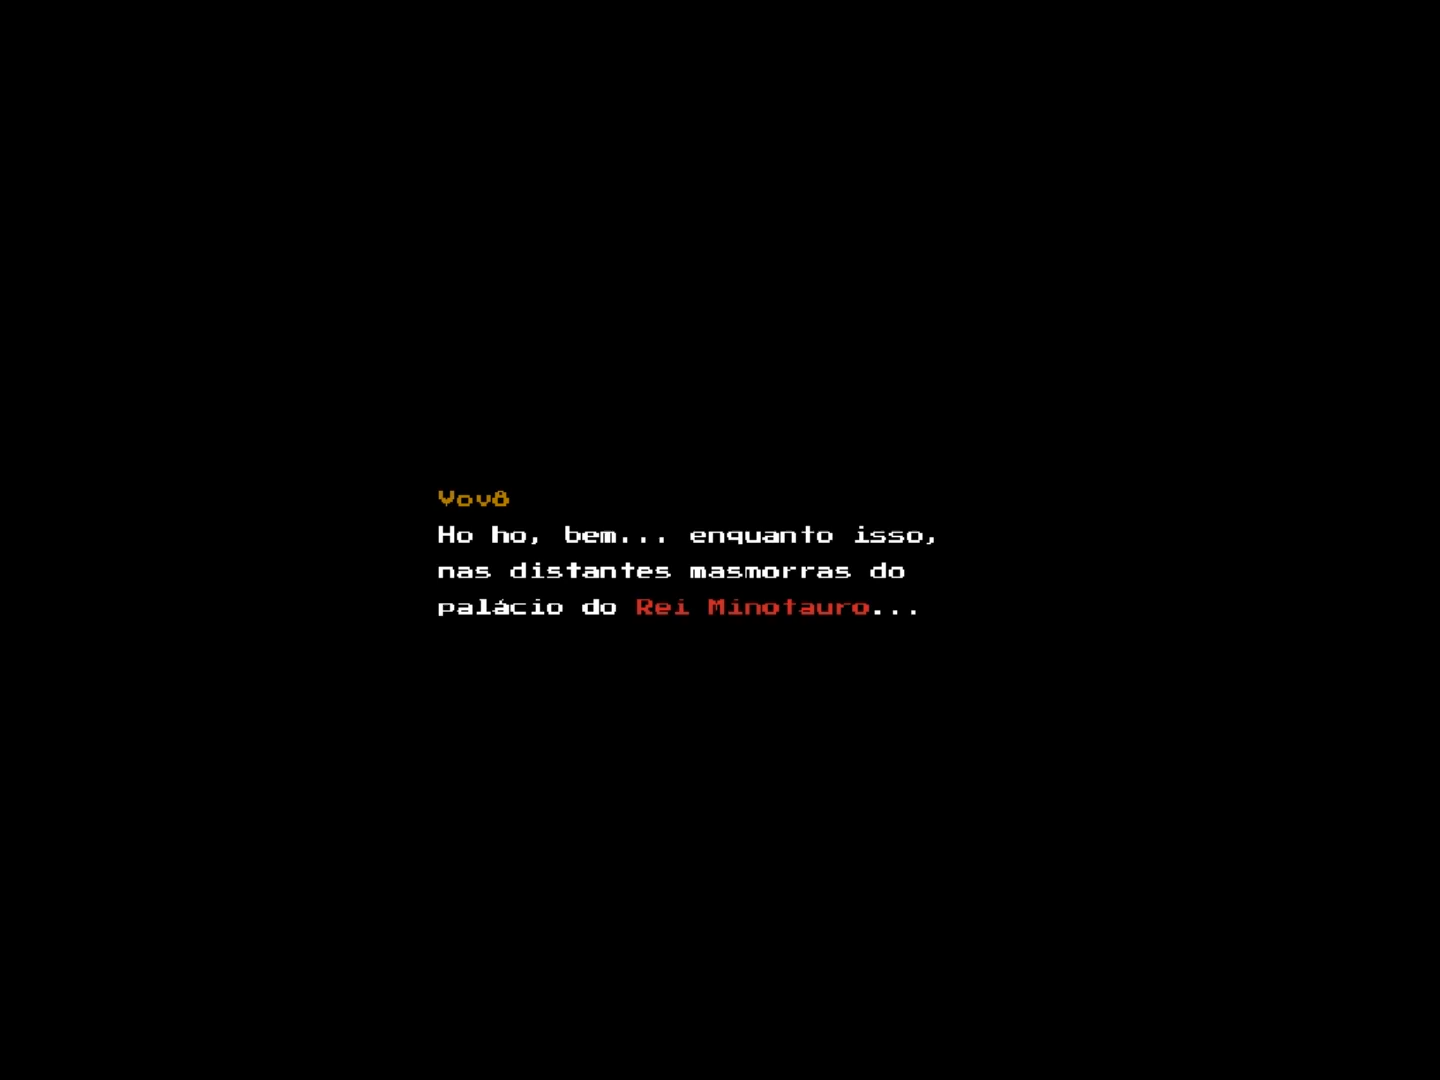 Vovô
Ho ho, bem... enquanto isso,
nas distantes masmorras do
palácio do Rei Minotauro...